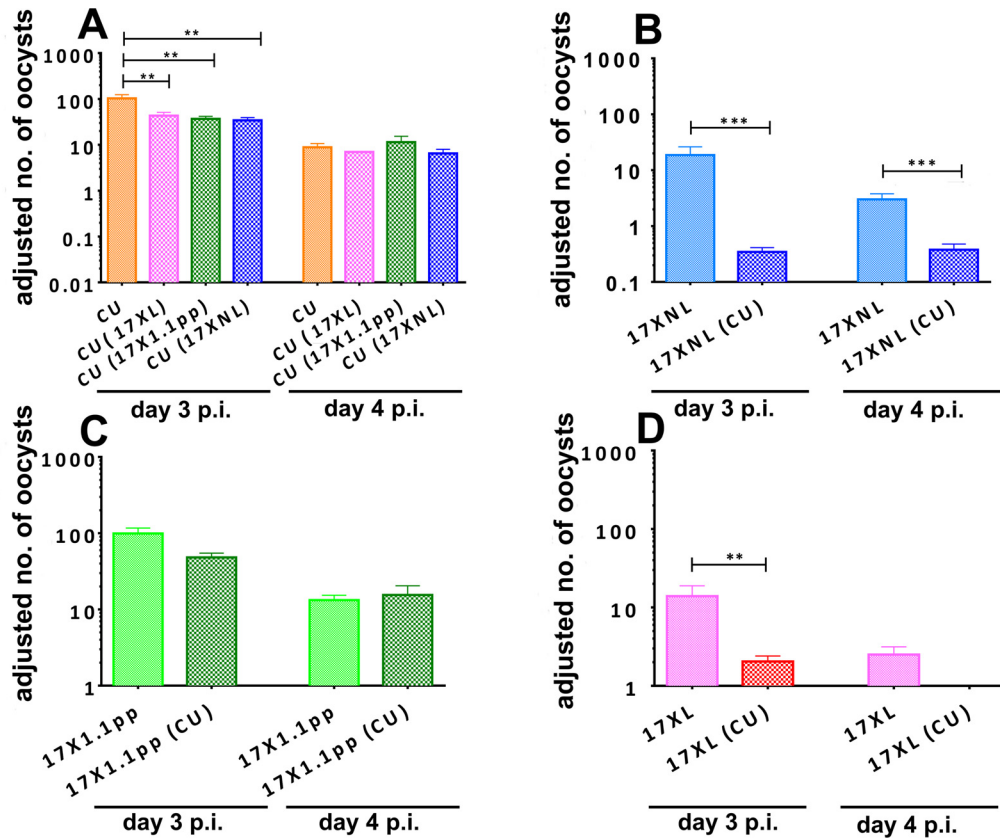 A
adjusted no. of oocysts
1000
100
10
1
0.1
0.01
**
**
**
CU
CU(17XL)
CU (17X1.1pp)
CU (17XNL)
CU
CU (17XL)
CU (17X1.1pp)
CU (17XNL)
day 3 p.i.
day 4 p.i.
B
adjusted no. of oocysts
1000
100
10
1
0.1
***
***
17XNL
17XNL (CU)
17XNL
17XNL (CU)
day 3 p.i.
day 4 p.i.
C
adjusted no. of oocysts
1000
100
10
1
17X1.1pp
17X1.1pp (CU)
17X1.1pp
17X1.1pp (CU)
day 3 p.i.
day 4 p.i.
D
adjusted no. of oocysts
1000
100
10
1
**
17XL
17XL (CU)
17XL
17XL (CU)
day 3 p.i.
day 4 p.i.